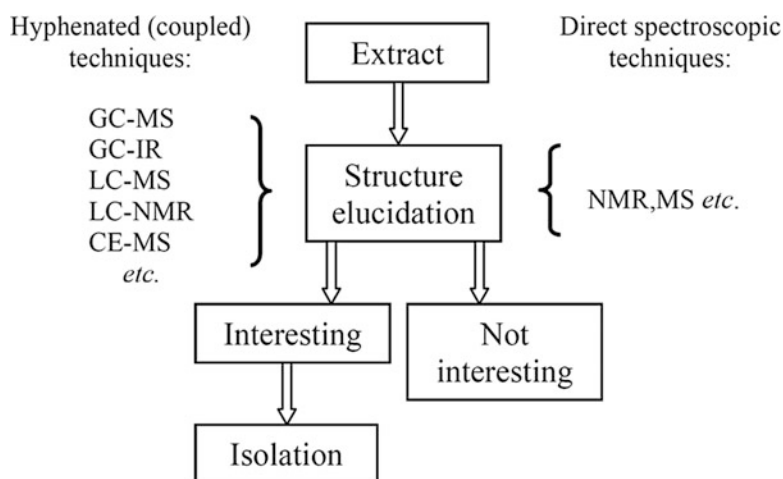 Hyphenated (coupled)
techniques:
Extract
Direct spectroscopic
techniques:
GC-MS
GC-IR
LC-MS
LC-NMR
CE-MS
etc.
Structure
elucidation
NMR,MS etc.
Interesting
Not
interesting
Isolation